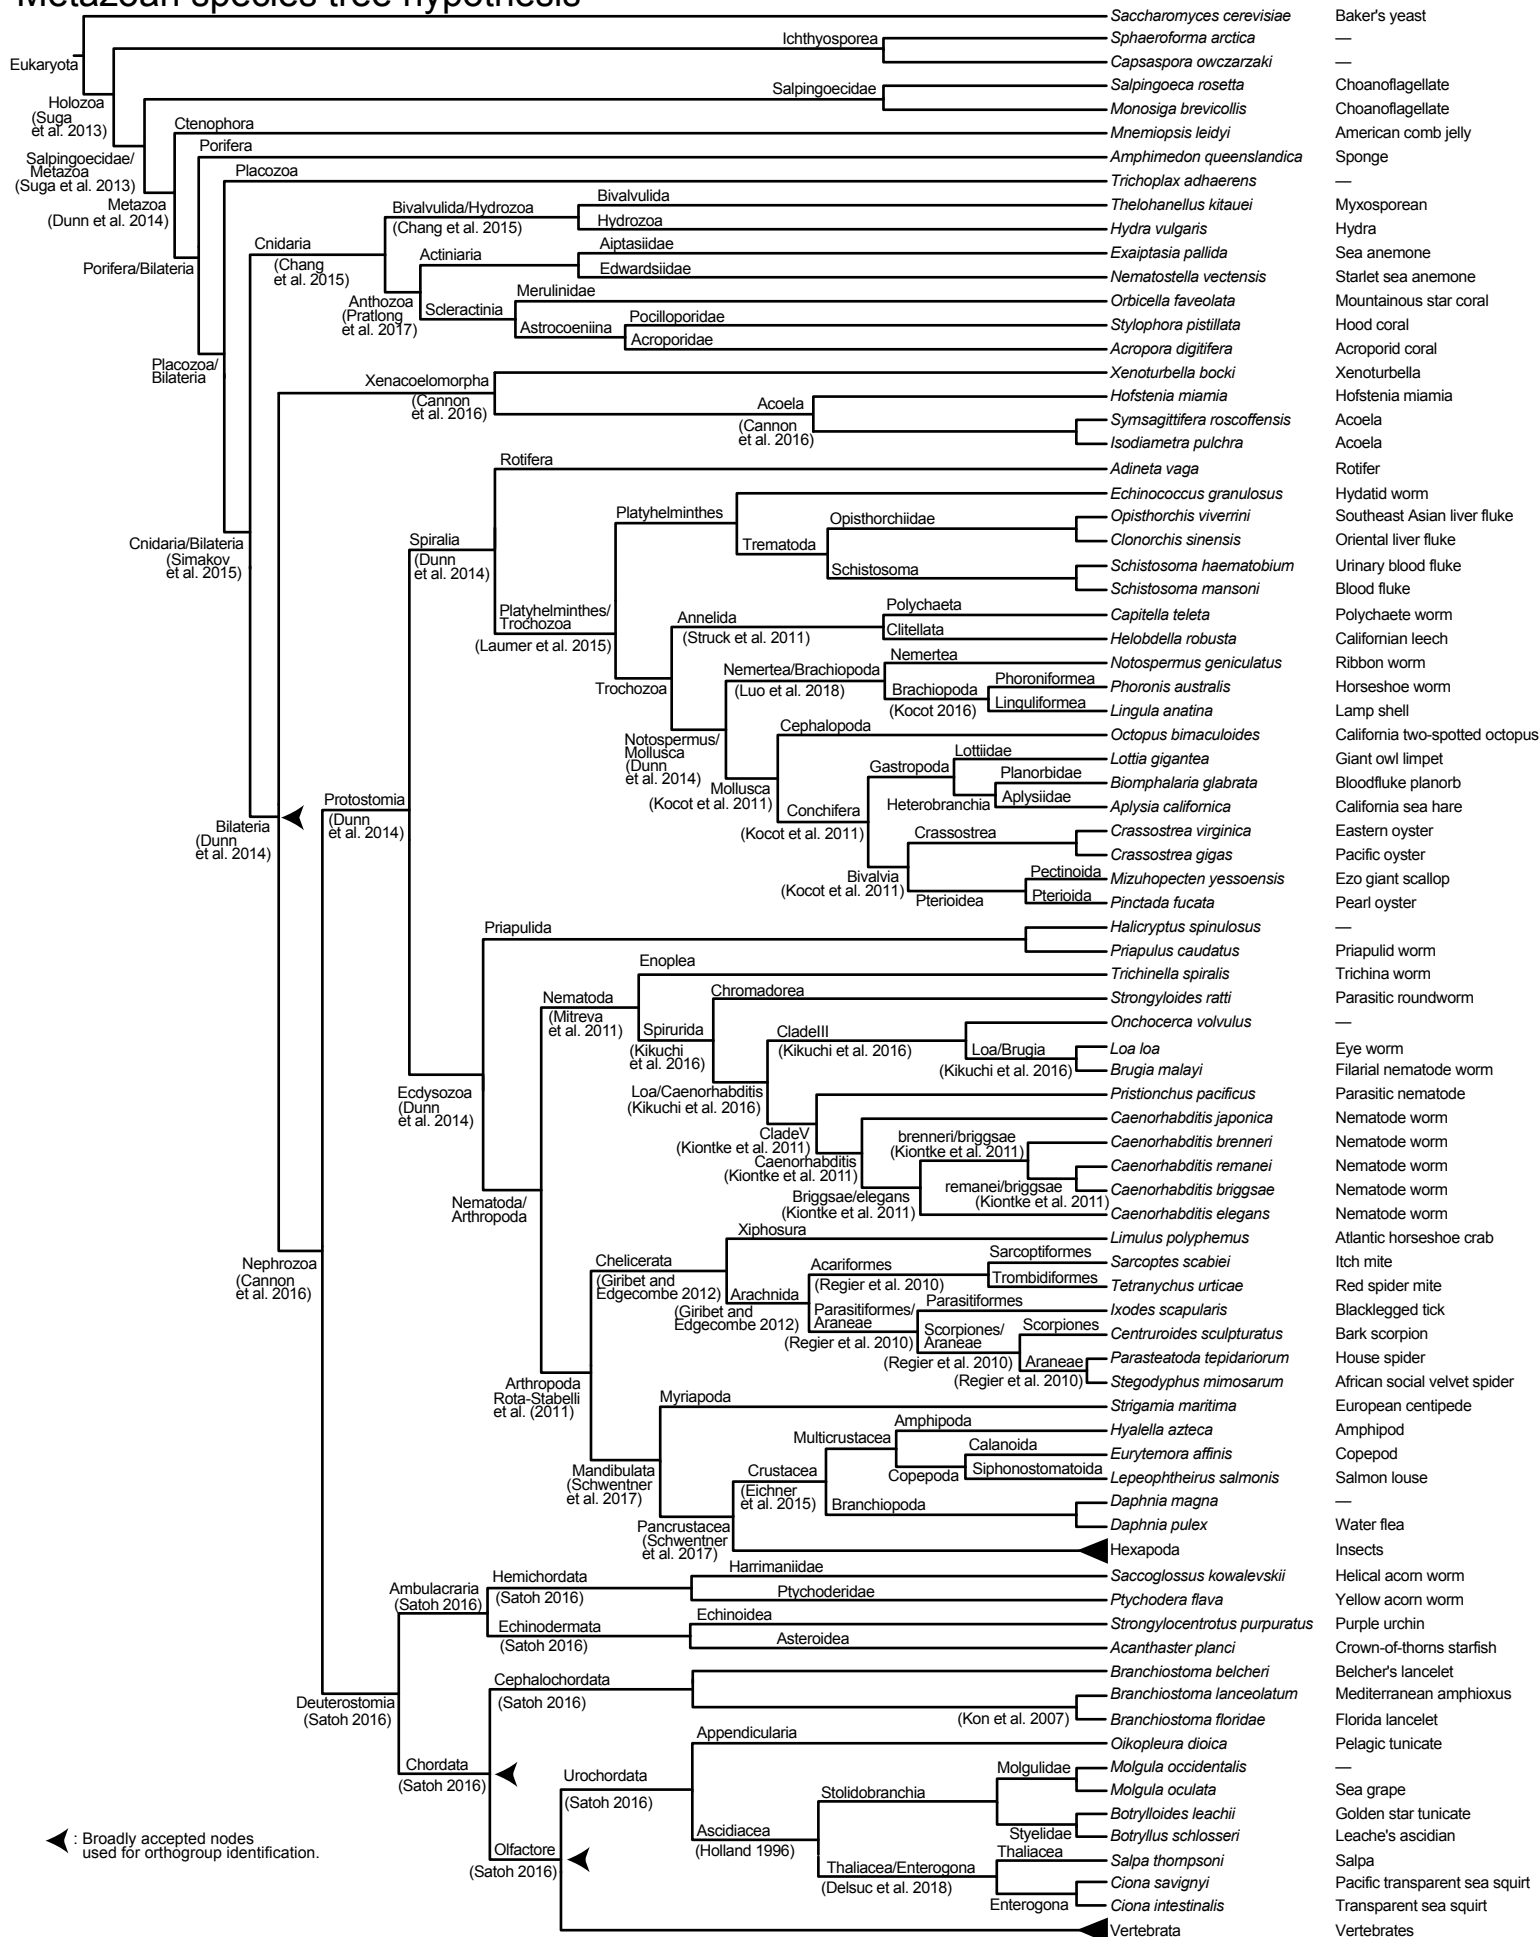 Metazoan species tree hypothesis
Saccharomyces cerevisiae Baker's yeast
Ichthyosporea
Sphaeroforma arctica —
Eukaryota
Capsaspora owczarzaki —
Salpingoecidae
Salpingoeca rosetta Choanoflagellate
Holozoa
(Suga
et al. 2013)
Monosiga brevicollis Choanoflagellate
Ctenophora
Mnemiopsis leidyi American comb jelly
Porifera
Amphimedon queenslandica Sponge
Salpingoecidae/
Metazoa
(Suga et al. 2013)
Placozoa
Trichoplax adhaerens —
Metazoa
(Dunn et al. 2014)
Bivalvulida/Hydrozoa
(Chang et al. 2015)
Bivalvulida
Thelohanellus kitauei Myxosporean
Hydrozoa
Hydra vulgaris Hydra
Cnidaria
(Chang
et al. 2015)
Porifera/Bilateria
Actiniaria
Aiptasiidae
Exaiptasia pallida Sea anemone
Edwardsiidae
Nematostella vectensis Starlet sea anemone
Anthozoa
(Pratlong
et al. 2017)
Scleractinia
Merulinidae
Orbicella faveolata Mountainous star coral
Astrocoeniina
Pocilloporidae
Stylophora pistillata Hood coral
Acroporidae
Acropora digitifera Acroporid coral
Placozoa/
Bilateria
Xenacoelomorpha
(Cannon
et al. 2016)
Xenoturbella bocki Xenoturbella
Hofstenia miamia Hofstenia miamia
Acoela
(Cannon
et al. 2016)
Symsagittifera roscoffensis Acoela
Isodiametra pulchra Acoela
Rotifera
Adineta vaga Rotifer
Cnidaria/Bilateria
(Simakov
et al. 2015)
Spiralia
(Dunn
et al. 2014)
Platyhelminthes
Echinococcus granulosus Hydatid worm
Trematoda
Opisthorchiidae
Opisthorchis viverrini Southeast Asian liver fluke
Clonorchis sinensis Oriental liver fluke
Schistosoma
Schistosoma haematobium Urinary blood fluke
Schistosoma mansoni Blood fluke
Platyhelminthes/
Trochozoa
(Laumer et al. 2015)
Annelida
(Struck et al. 2011)
Polychaeta
Capitella teleta Polychaete worm
Clitellata
Helobdella robusta Californian leech
Trochozoa
Nemertea/Brachiopoda
(Luo et al. 2018)
Nemertea
Notospermus geniculatus Ribbon worm
Brachiopoda
(Kocot 2016)
Phoroniformea
Phoronis australis Horseshoe worm
Linguliformea
Lingula anatina Lamp shell
Notospermus/
Mollusca
(Dunn
et al. 2014)
Cephalopoda
Octopus bimaculoides California two-spotted octopus
Mollusca
(Kocot et al. 2011)
Gastropoda
Lottiidae
Lottia gigantea Giant owl limpet
Heterobranchia
Planorbidae
Biomphalaria glabrata Bloodfluke planorb
Aplysiidae
Aplysia californica California sea hare
Conchifera
(Kocot et al. 2011)
Crassostrea
Crassostrea virginica Eastern oyster
Crassostrea gigas Pacific oyster
Bivalvia
(Kocot et al. 2011)
Pterioidea
Pectinoida
Mizuhopecten yessoensis Ezo giant scallop
Pterioida
Pinctada fucata Pearl oyster
Protostomia
(Dunn
et al. 2014)
Bilateria
(Dunn
et al. 2014)
Priapulida
Halicryptus spinulosus —
Priapulus caudatus Priapulid worm
Nematoda
(Mitreva
et al. 2011)
Enoplea
Trichinella spiralis Trichina worm
Spirurida
(Kikuchi
et al. 2016)
Chromadorea
Strongyloides ratti Parasitic roundworm
CladeIII
(Kikuchi et al. 2016)
Onchocerca volvulus —
Loa/Brugia
(Kikuchi et al. 2016)
Loa loa Eye worm
Brugia malayi Filarial nematode worm
Loa/Caenorhabditis
(Kikuchi et al. 2016)
Ecdysozoa
(Dunn
et al. 2014)
Pristionchus pacificus Parasitic nematode
CladeV
(Kiontke et al. 2011)
Caenorhabditis japonica Nematode worm
Caenorhabditis
(Kiontke et al. 2011)
brenneri/briggsae
(Kiontke et al. 2011)
Caenorhabditis brenneri Nematode worm
Caenorhabditis remanei Nematode worm
remanei/briggsae
(Kiontke et al. 2011)
Caenorhabditis briggsae Nematode worm
Briggsae/elegans
(Kiontke et al. 2011)
Caenorhabditis elegans Nematode worm
Nematoda/
Arthropoda
Nephrozoa
(Cannon
et al. 2016)
Chelicerata
(Giribet and
Edgecombe 2012)
Xiphosura
Limulus polyphemus Atlantic horseshoe crab
Arachnida
(Giribet and
Edgecombe 2012)
Acariformes
(Regier et al. 2010)
Sarcoptiformes
Sarcoptes scabiei Itch mite
Trombidiformes
Tetranychus urticae Red spider mite
Parasitiformes/
Araneae
(Regier et al. 2010)
Parasitiformes
Ixodes scapularis Blacklegged tick
Scorpiones/
Araneae
(Regier et al. 2010)
Scorpiones
Centruroides sculpturatus Bark scorpion
Araneae
(Regier et al. 2010)
Parasteatoda tepidariorum House spider
Stegodyphus mimosarum African social velvet spider
Arthropoda
Rota-Stabelli
et al. (2011)
Myriapoda
Strigamia maritima European centipede
Mandibulata
(Schwentner
et al. 2017)
Crustacea
(Eichner
et al. 2015)
Multicrustacea
Amphipoda
Hyalella azteca Amphipod
Copepoda
Calanoida
Eurytemora affinis Copepod
Siphonostomatoida
Lepeophtheirus salmonis Salmon louse
Branchiopoda
Daphnia magna —
Daphnia pulex Water flea
Pancrustacea
(Schwentner
et al. 2017)
Hexapoda Insects
Ambulacraria
(Satoh 2016)
Hemichordata
(Satoh 2016)
Harrimaniidae
Saccoglossus kowalevskii Helical acorn worm
Ptychoderidae
Ptychodera flava Yellow acorn worm
Echinodermata
(Satoh 2016)
Echinoidea
Strongylocentrotus purpuratus Purple urchin
Asteroidea
Acanthaster planci Crown-of-thorns starfish
Deuterostomia
(Satoh 2016)
Cephalochordata
(Satoh 2016)
Branchiostoma belcheri Belcher's lancelet
Branchiostoma lanceolatum Mediterranean amphioxus
(Kon et al. 2007)
Branchiostoma floridae Florida lancelet
Chordata
(Satoh 2016)
Urochordata
(Satoh 2016)
Appendicularia
Oikopleura dioica Pelagic tunicate
Stolidobranchia
Molgulidae
Molgula occidentalis —
Molgula oculata Sea grape
Styelidae
Botrylloides leachii Golden star tunicate
Botryllus schlosseri Leache's ascidian
Ascidiacea
(Holland 1996)
Olfactore
(Satoh 2016)
Thaliacea/Enterogona
(Delsuc et al. 2018)
Thaliacea
Salpa thompsoni Salpa
Enterogona
Ciona savignyi Pacific transparent sea squirt
Ciona intestinalis Transparent sea squirt
Vertebrata Vertebrates
: Broadly accepted nodes
used for orthogroup identification.